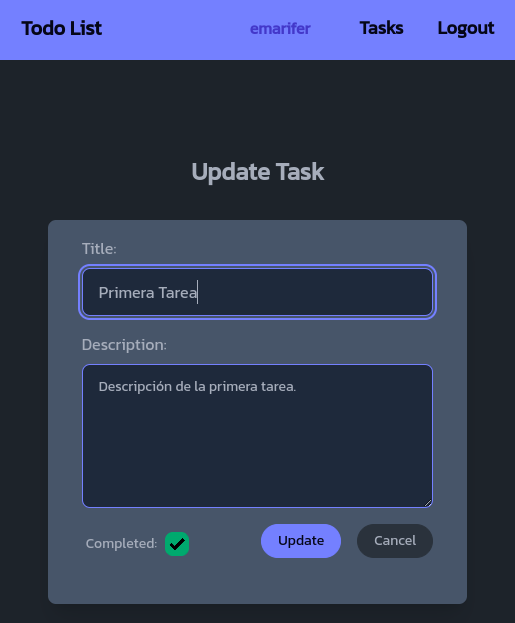 Todo List emarifer Tasks Logout
Update Task
Title:
Primera Tarea
Description:
Descripción de la primera tarea.
Completed: Update Cancel